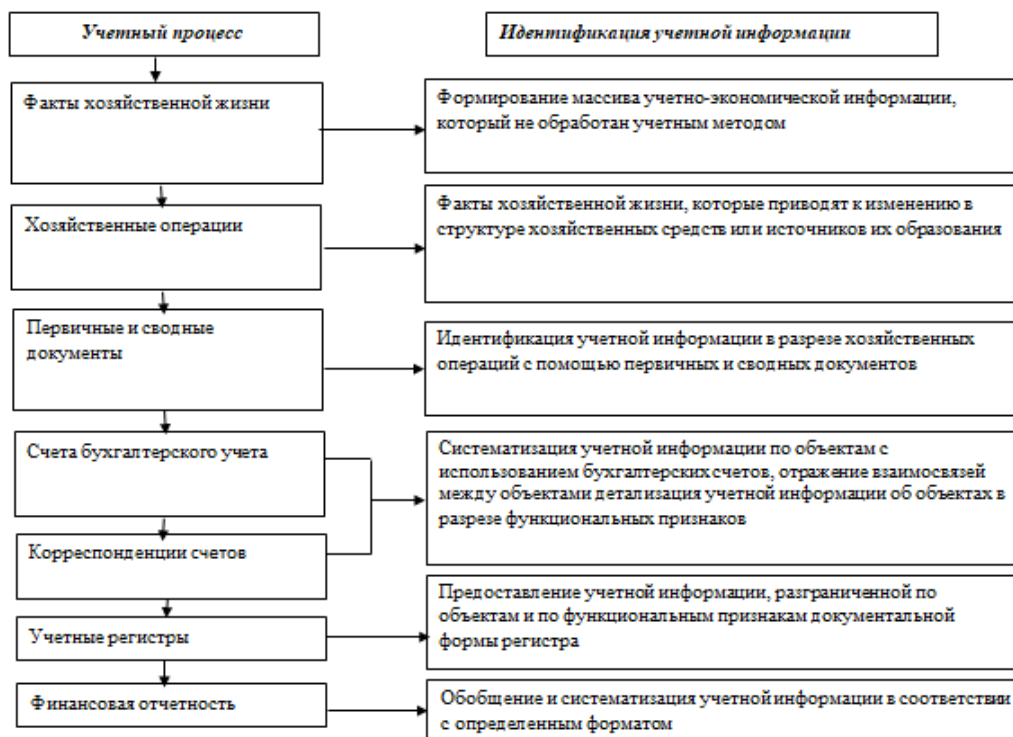 Учетный процесс
Идентификация учетной информации
Факты хозяйственной жизни
Формирование массива учетно-экономической информации,
который не обработан учетным методом
Хозяйственные операции
Факты хозяйственной жизни, которые приводят к изменению в
структуре хозяйственных средств или источников их образования
Первичные и сводные
документы
Идентификация учетной информации в разрезе хозяйственных
операций с помощью первичных и сводных документов
Счета бухгалтерского учета
Корреспонденции счетов
Систематизация учетной информации по объектам с
использованием бухгалтерских счетов, отражение взаимосвязей
между объектами детализация учетной информации об объектах в
разрезе функциональных признаков
Учетные регистры
Предоставление учетной информации, разграниченной по
объектам и по функциональным признакам документальной
формы регистра
Финансовая отчетность
Обобщение и систематизация учетной информации в соответствии
с определенным форматом